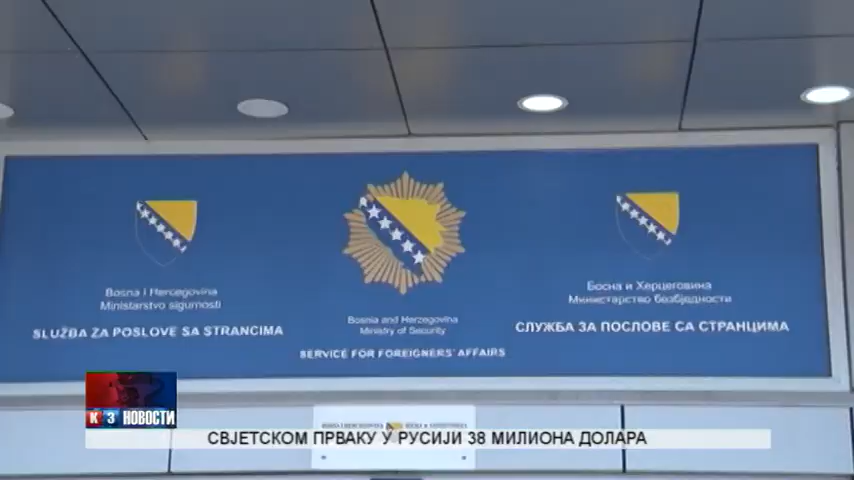 Bosna i Hercegovina
Ministarstvo sigurnosti
SLUŽBA ZA POSLOVE SA STRANCIMA
Bosnia and Herzegovina
Ministry of Security
SERVICE FOR FOREIGNERS' AFFAIRS
Босна и Херцеговина
Министарство безбједности
СЛУЖБА ЗА ПОСЛОВЕ СА СТРАНЦИМА
К 3 НОВОСТИ
СВЈЕТСКОМ ПРВАКУ У РУСИЈИ 38 МИЛИОНА ДОЛАРА